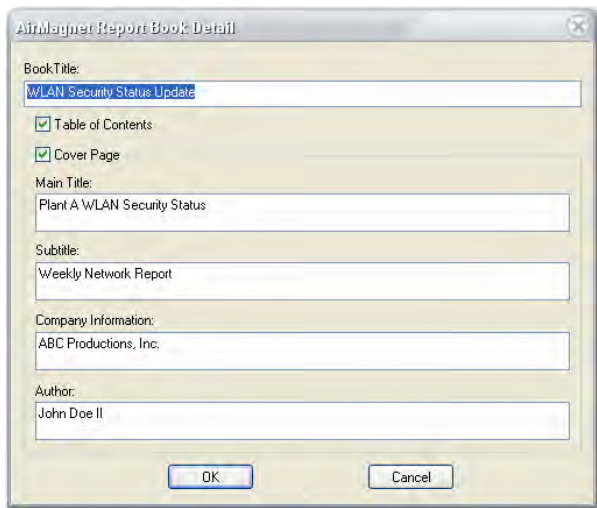 AirMagnet Report Book Detail
Book Title:
WLAN Security Status Update
Table of Contents
Cover Page
Main Title:
Plant A WLAN Security Status
Subtitle:
Weekly Network Report
Company Information:
ABC Productions, Inc.
Author:
John Doe II
OK
Cancel